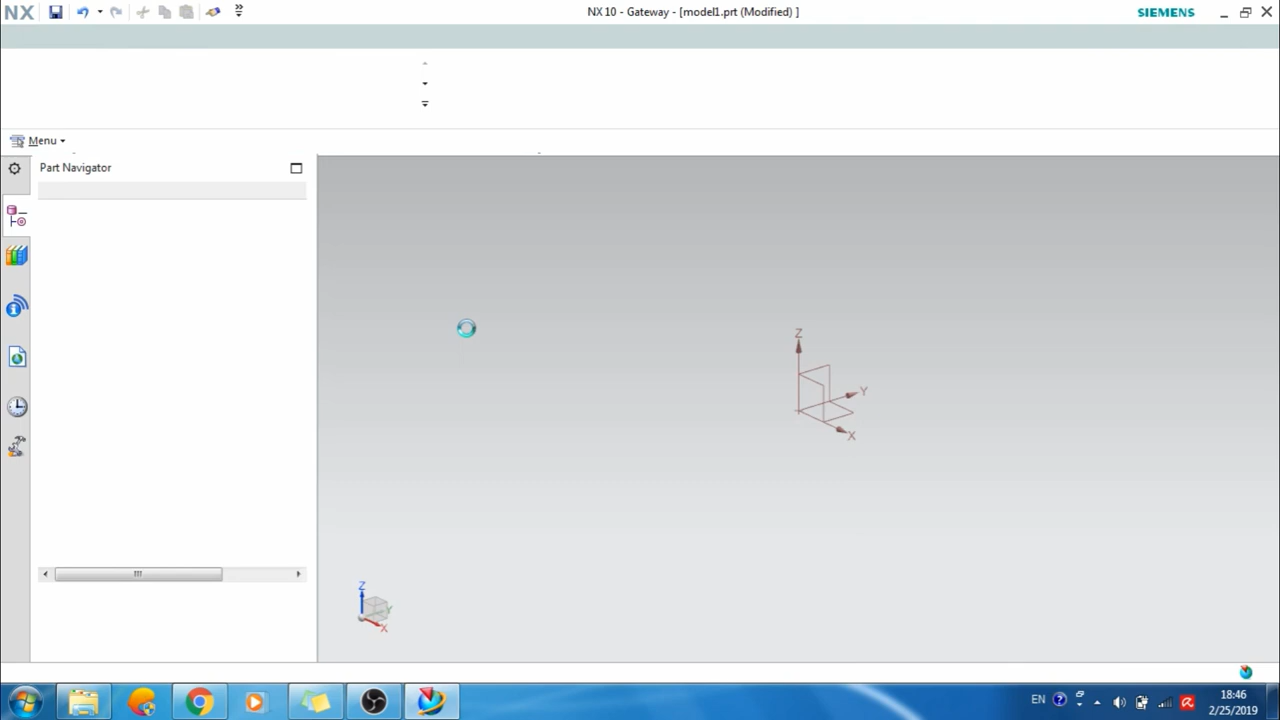 NX
NX 10 - Gateway - [model1.prt (Modified) ]
SIEMENS
Menu
Part Navigator
Z
Y
X
Z
Y
X
EN
18:46
2/25/2019